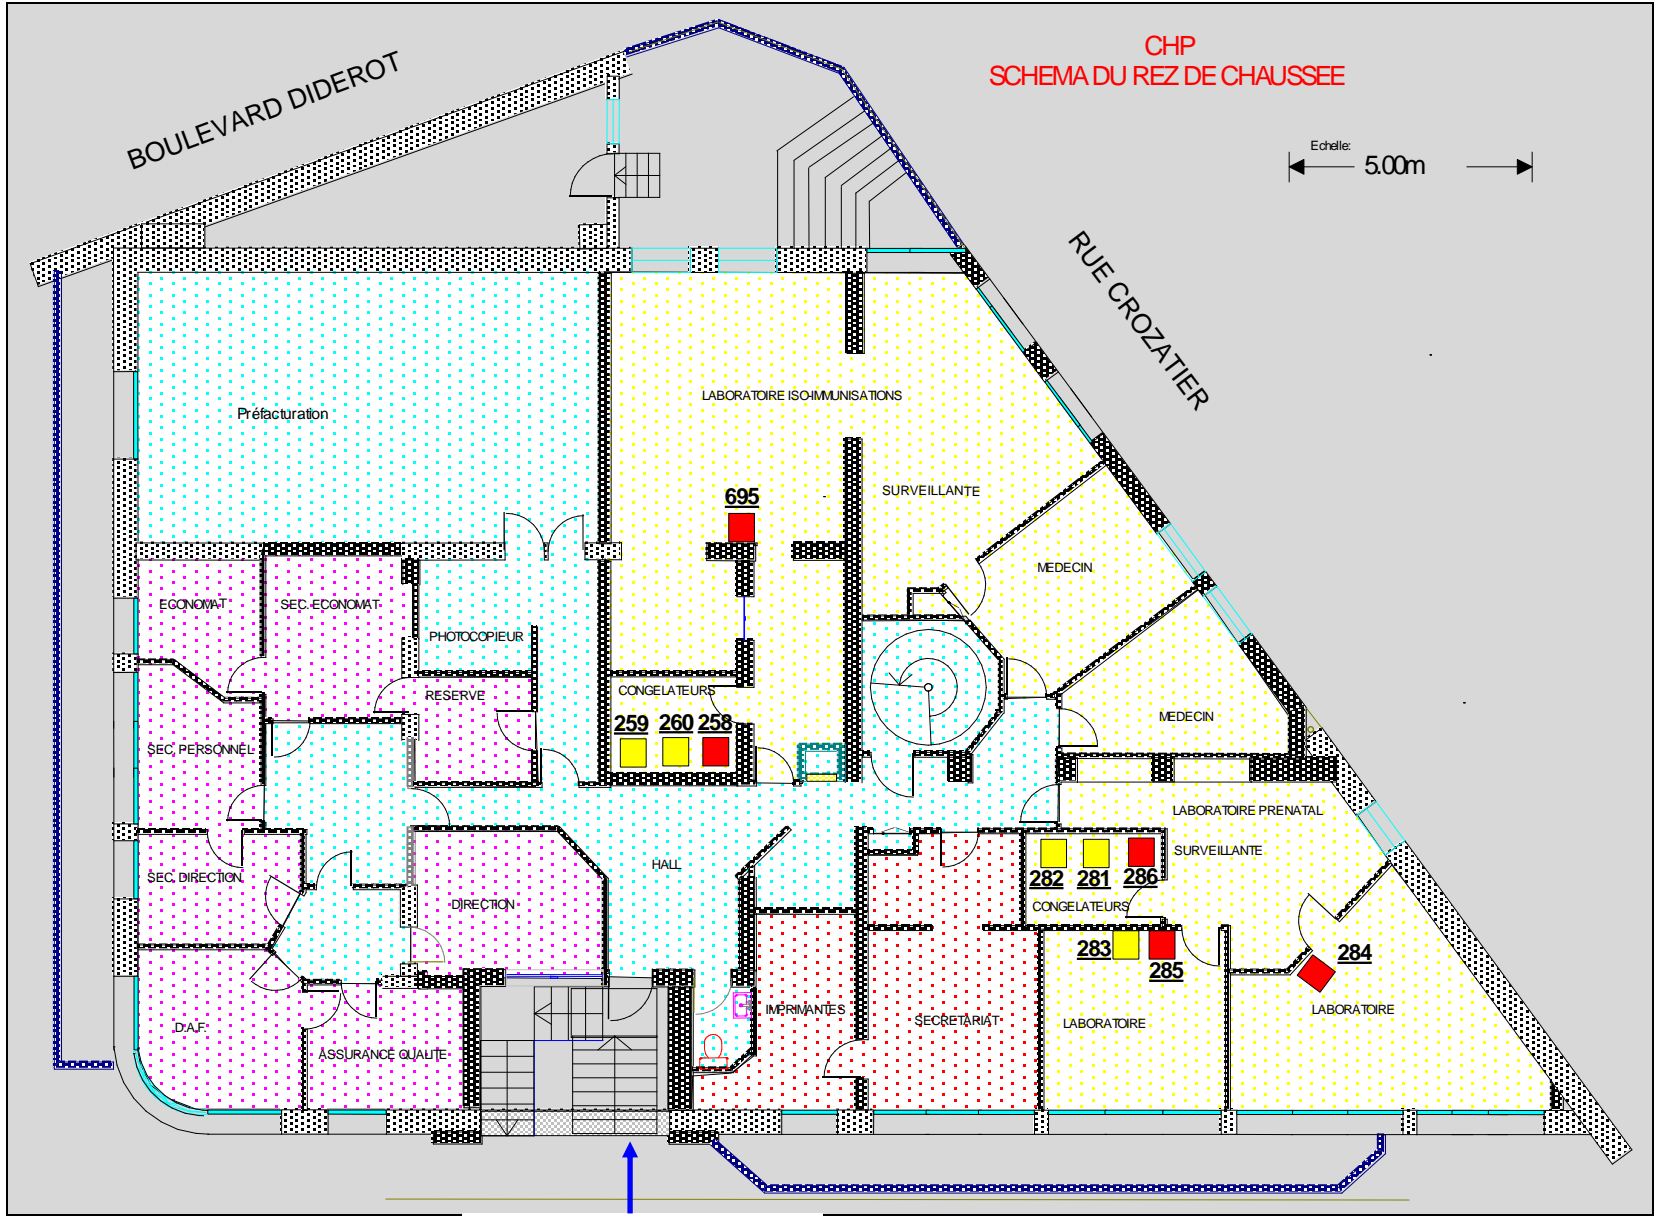 CHP
SCHEMA DU REZ DE CHAUSSEE
BOULEVARD DIDEROT
Echelle:
5.00m
RUE CROZATIER
Préfacturation
LABORATOIRE ISO-IMMUNISATIONS
SURVEILLANTE
695
MEDECIN
ECONOMAT
SEC. ECONOMAT
PHOTOCOPIEUR
RESERVE
CONGELATEURS
259
260
258
MEDECIN
SEC. PERSONNEL
LABORATOIRE PRENATAL
SURVEILLANTE
HALL
282
281
286
CONGELATEURS
SEC. DIRECTION
DIRECTION
283
285
284
IMPRIMANTES
SECRETARIAT
LABORATOIRE
LABORATOIRE
D.A.F.
ASSURANCE QUALITE